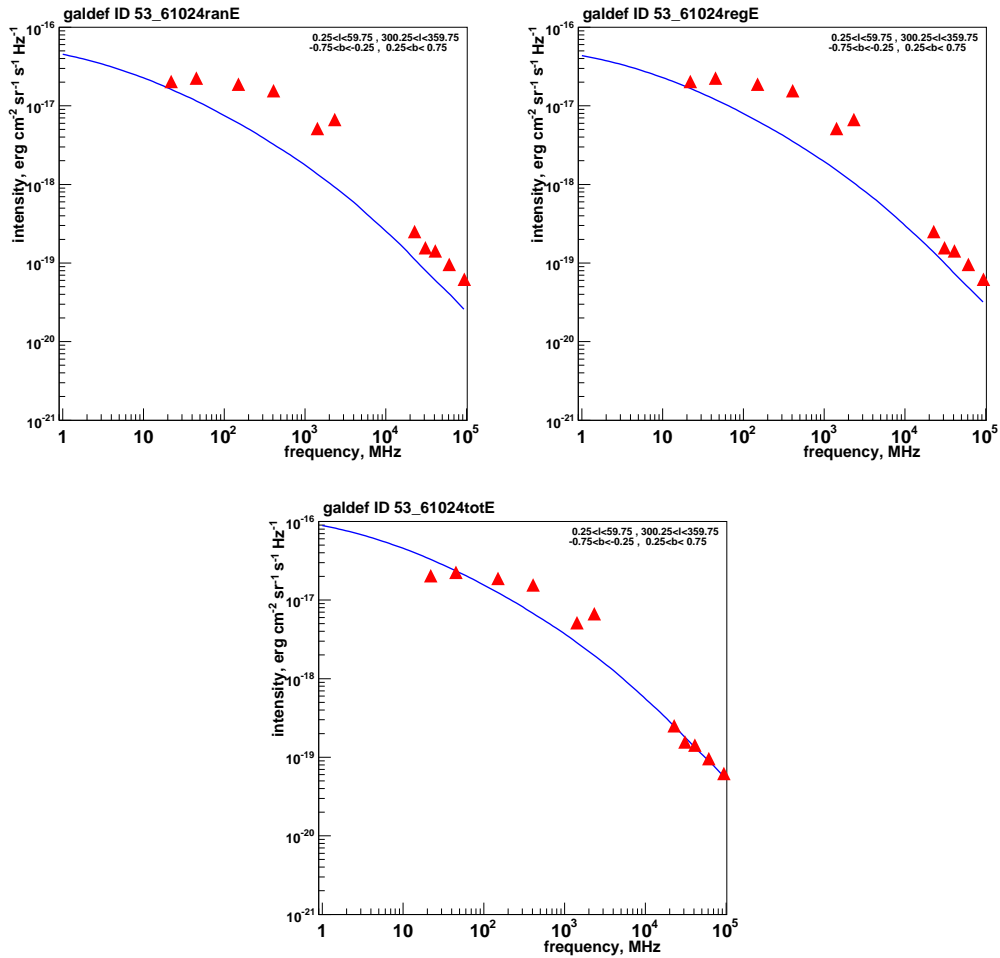 galdef ID 53_61024ranE
0.25<l<59.75 , 300.25<l<359.75
-0.75<b<-0.25 , 0.25<b< 0.75
intensity, erg cm⁻² sr⁻¹ s⁻¹ Hz⁻¹
10⁻¹⁶
10⁻¹⁷
10⁻¹⁸
10⁻¹⁹
10⁻²⁰
10⁻²¹
1 10 10² 10³ 10⁴ 10⁵
frequency, MHz
galdef ID 53_61024regE
0.25<l<59.75 , 300.25<l<359.75
-0.75<b<-0.25 , 0.25<b< 0.75
intensity, erg cm⁻² sr⁻¹ s⁻¹ Hz⁻¹
10⁻¹⁶
10⁻¹⁷
10⁻¹⁸
10⁻¹⁹
10⁻²⁰
10⁻²¹
1 10 10² 10³ 10⁴ 10⁵
frequency, MHz
galdef ID 53_61024totE
0.25<l<59.75 , 300.25<l<359.75
-0.75<b<-0.25 , 0.25<b< 0.75
intensity, erg cm⁻² sr⁻¹ s⁻¹ Hz⁻¹
10⁻¹⁶
10⁻¹⁷
10⁻¹⁸
10⁻¹⁹
10⁻²⁰
10⁻²¹
1 10 10² 10³ 10⁴ 10⁵
frequency, MHz